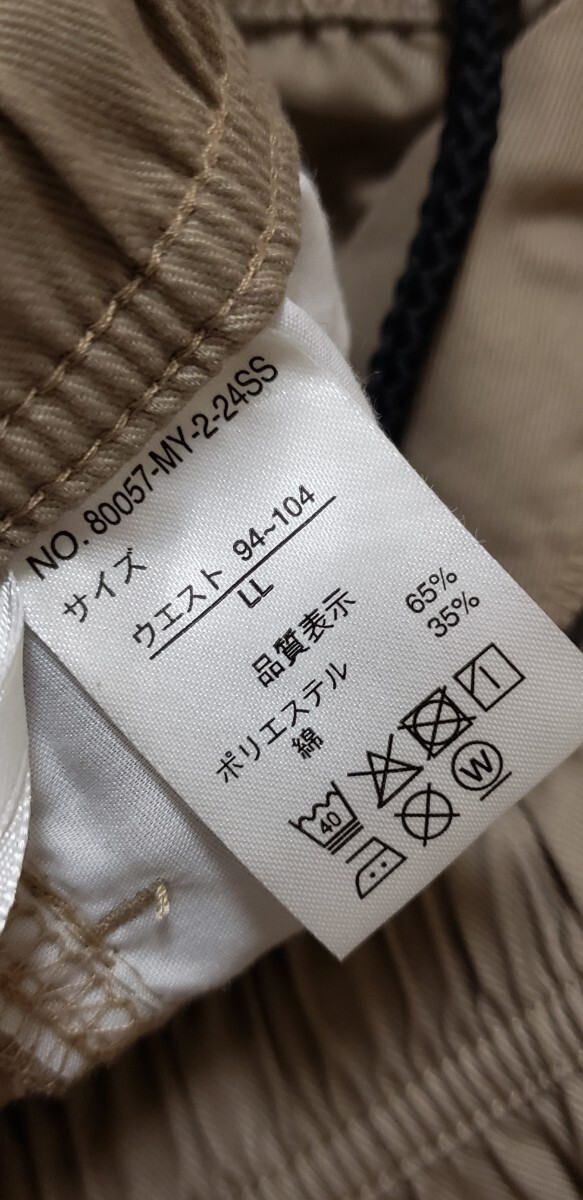 NO. 80057-MY-2-24SS
サイズ
ウエスト 94~104
LL
品質表示
ポリエステル 65%
綿 35%
40
W